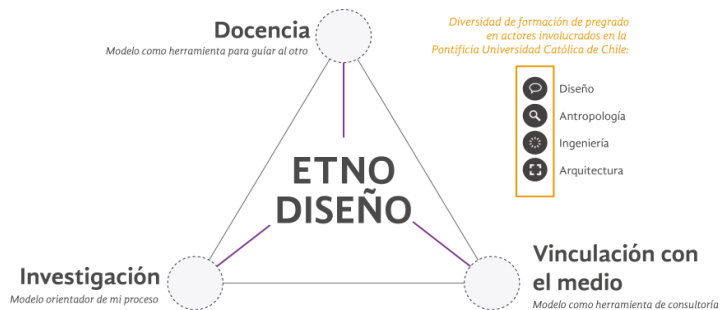 Docencia
Modelo como herramienta para guiar al otro
Diversidad de formación de pregrado
en actores involucrados en la
Pontificia Universidad Católica de Chile:
Diseño
Antropología
Ingeniería
Arquitectura
ETNO
DISEÑO
Investigación
Modelo orientador de mi proceso
Vinculación con
el medio
Modelo como herramienta de consultoría